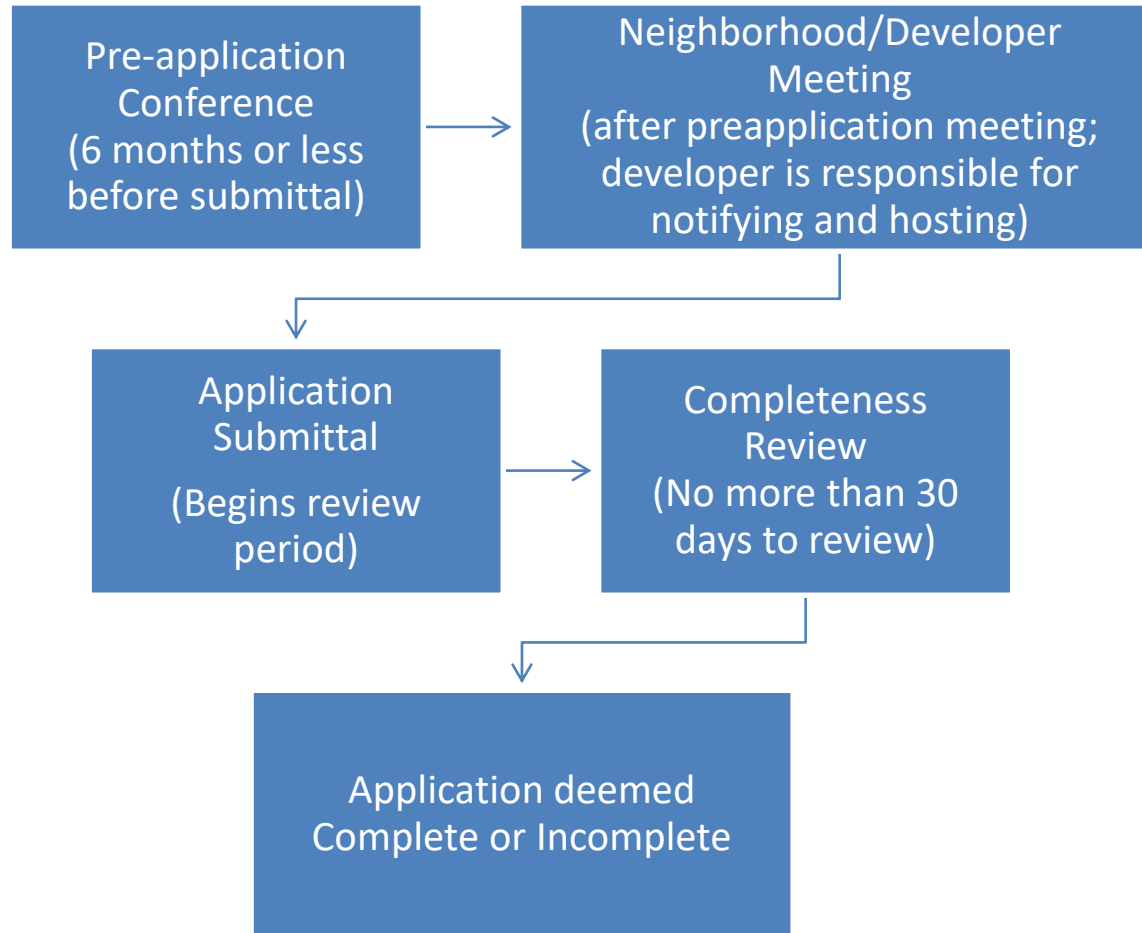 Pre-application
Conference
(6 months or less
before submittal)
Neighborhood/Developer
Meeting
(after preapplication meeting;
developer is responsible for
notifying and hosting)
Application
Submittal
(Begins review
period)
Completeness
Review
(No more than 30
days to review)
Application deemed
Complete or Incomplete